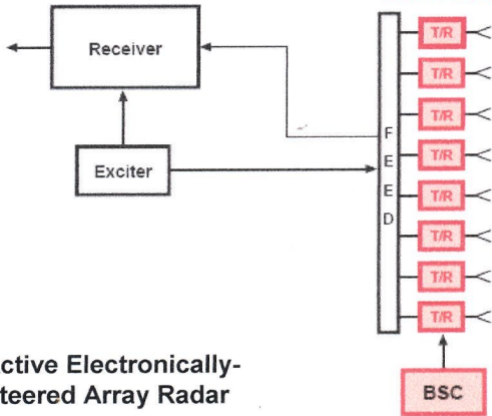 Receiver
Exciter
F
E
E
D
T/R
T/R
T/R
T/R
T/R
T/R
T/R
T/R
BSC
ctive Electronically-
teered Array Radar